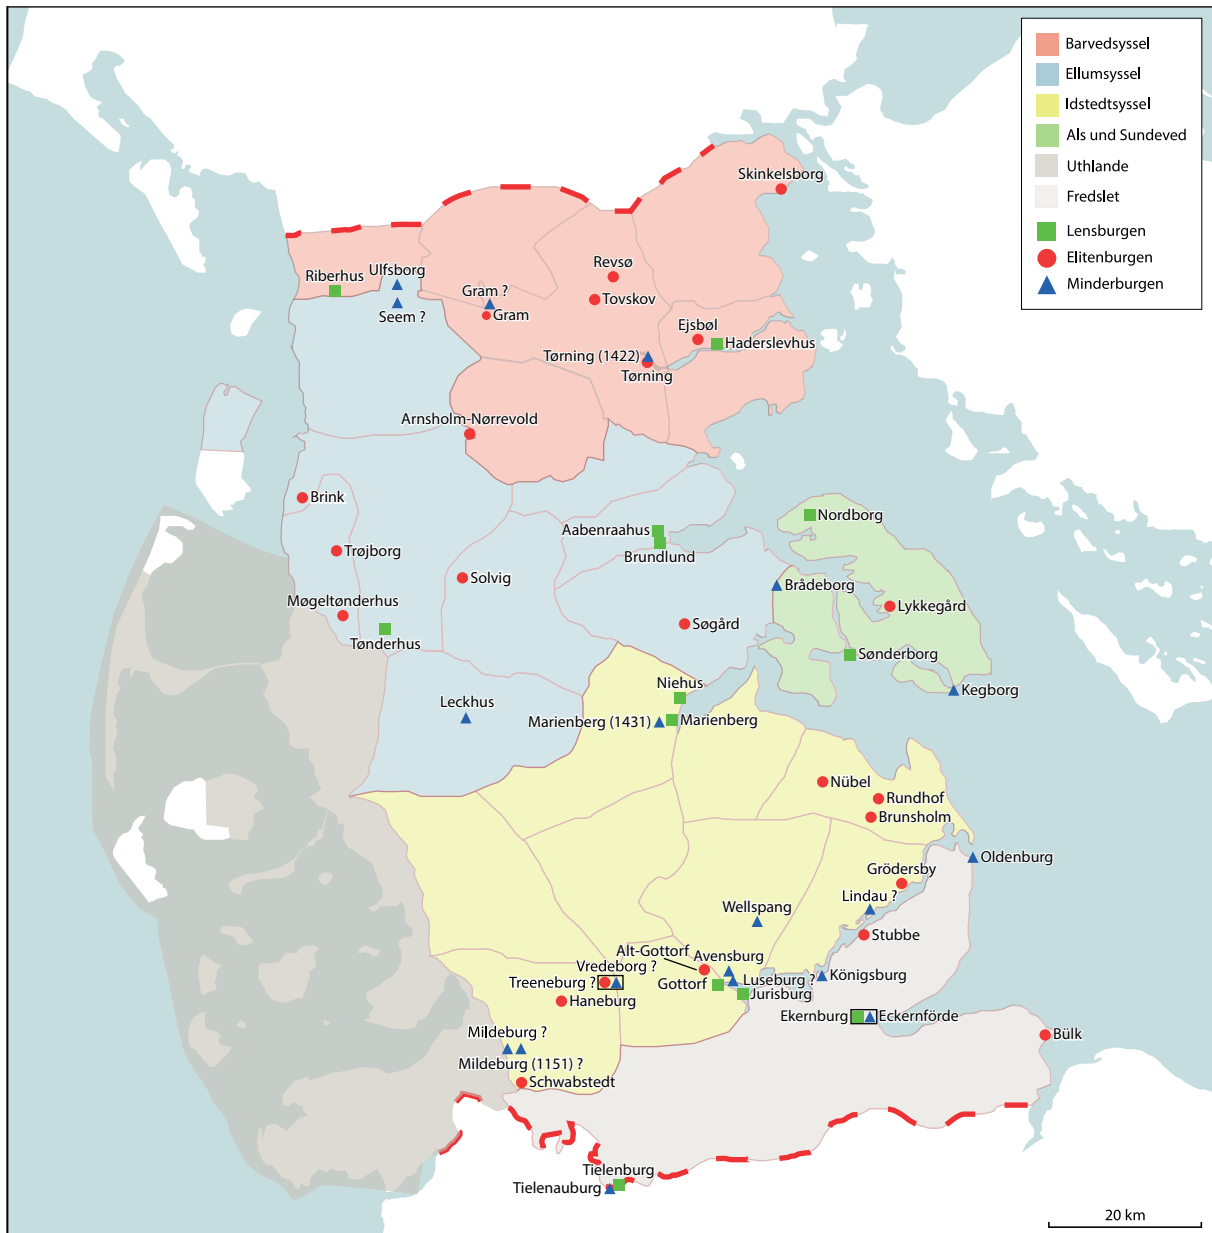 Barvedsyssel
Ellumsyssel
Idstedtsyssel
Als und Sundeved
Uthlande
Fredslet
Lensburgen
Elitenburgen
Minderburgen
Skinkelsborg
Revsø
Ulfsborg
Riberhus
Gram ?
Tovskov
Seem ?
Gram
Ejsbøl
Haderslevhus
Tørning (1422)
Tørning
Arnsholm-Nørrevold
Brink
Nordborg
Aabenraahus
Trøjborg
Brundlund
Solvig
Brådeborg
Møgeltønderhus
Lykkegård
Søgård
Tønderhus
Sønderborg
Niehus
Kegborg
Leckhus
Marienberg (1431)
Marienberg
Nübel
Rundhof
Brunsholm
Oldenburg
Grödersby
Lindau ?
Wellspang
Stubbe
Alt-Gottorf
Avensburg
Vredeborg ?
Treeneburg ?
Gottorf
Luseburg ?
Königsburg
Jurisburg
Haneburg
Ekernburg
Eckernförde
Mildeburg ?
Bülk
Mildeburg (1151) ?
Schwabstedt
Tielenburg
Tielenauburg
20 km